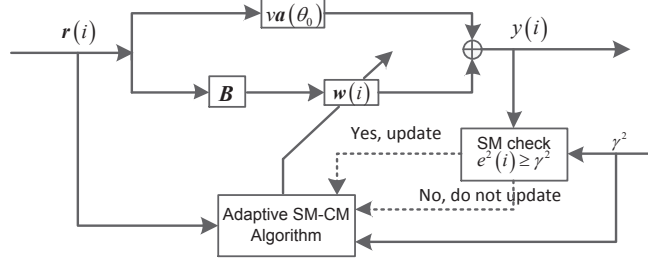 𝒓(i)
v𝒂(θ₀)
y(i)
𝑩
𝒘(i)
Yes, update
SM check
e²(i) ≥ γ²
γ²
No, do not update
Adaptive SM-CM
Algorithm